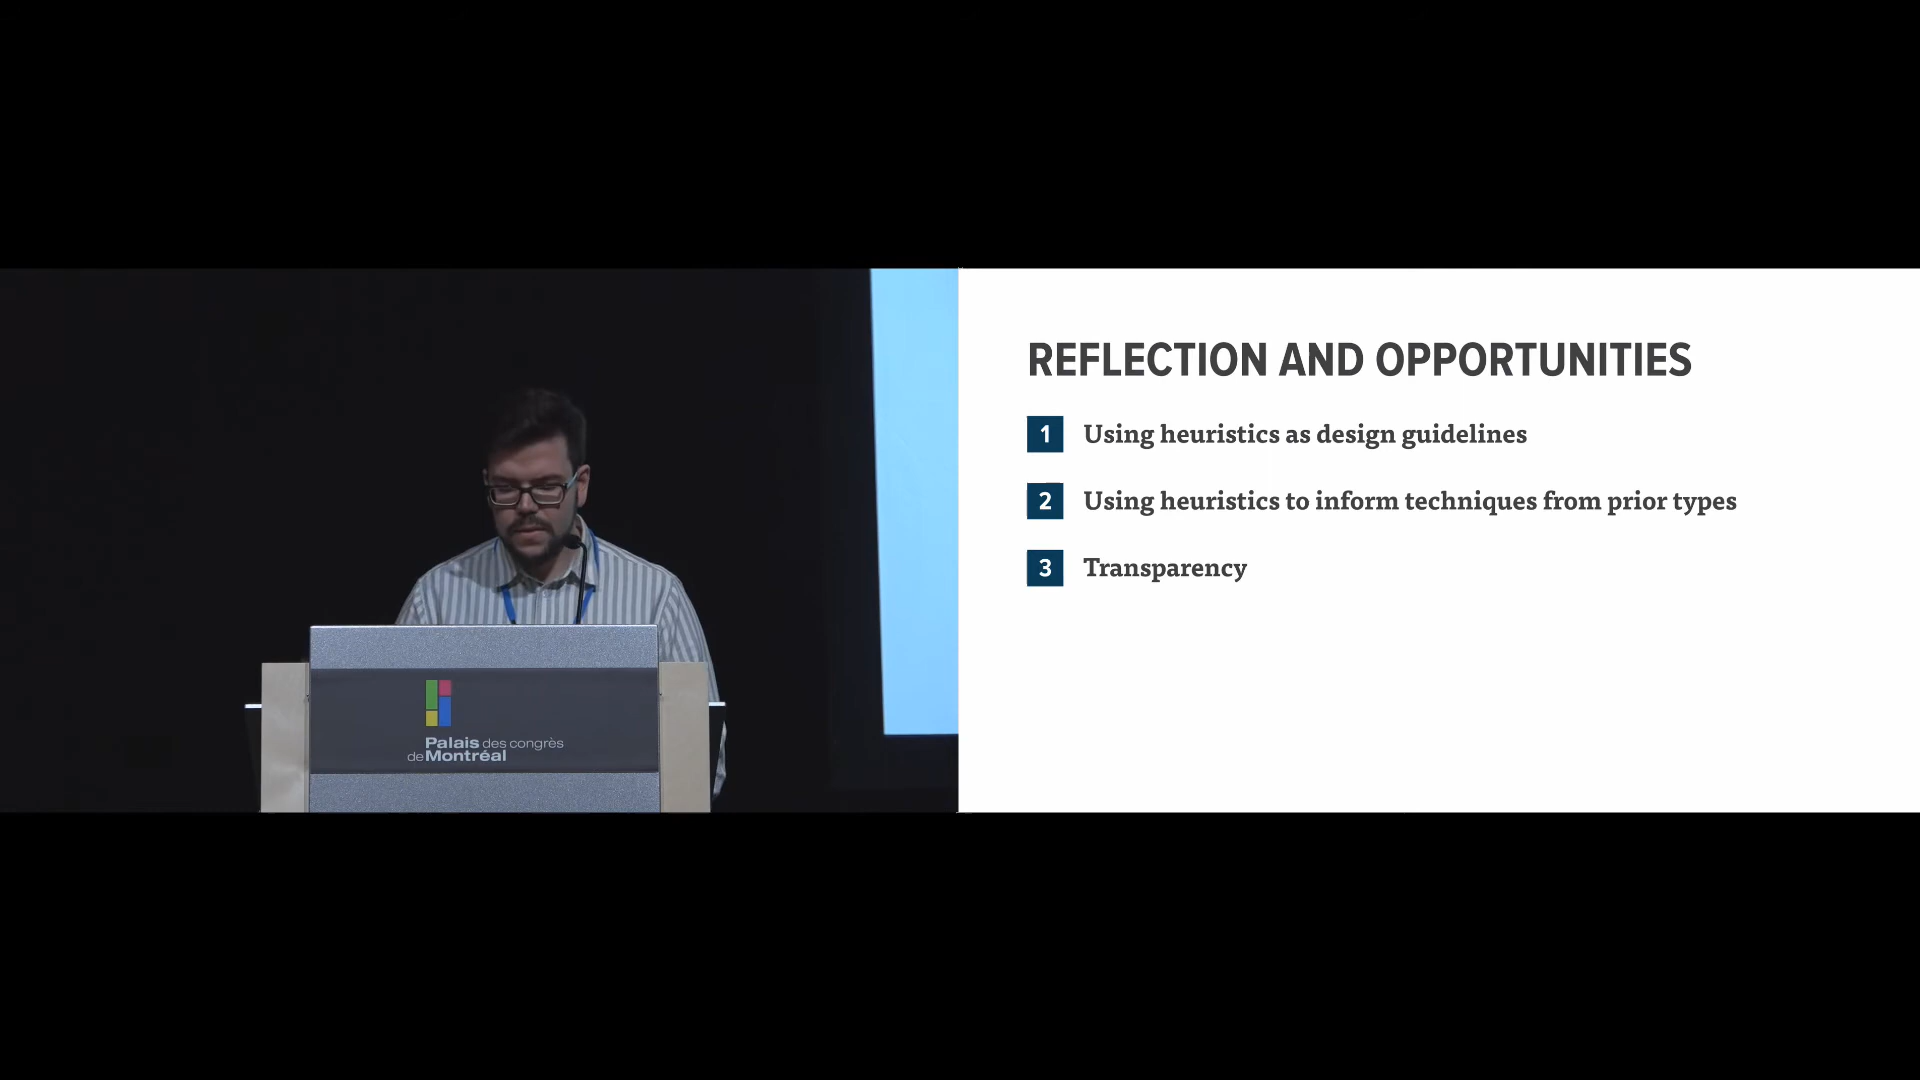 REFLECTION AND OPPORTUNITIES
1 Using heuristics as design guidelines
2 Using heuristics to inform techniques from prior types
3 Transparency
Palais des congrès
de Montréal